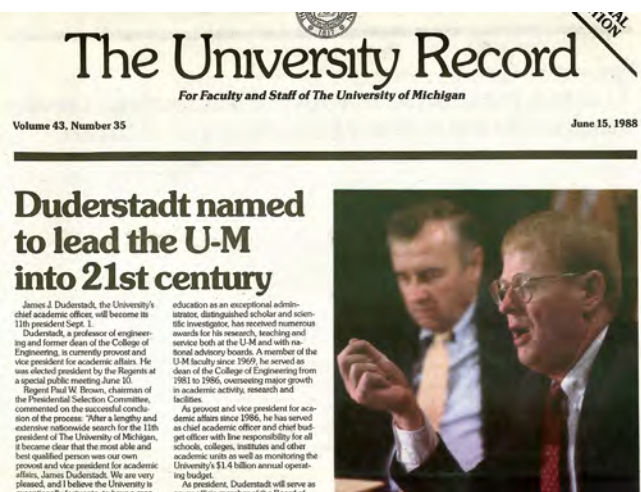 The University Record
For Faculty and Staff of The University of Michigan
Volume 43, Number 35
June 15, 1988
Duderstadt named
to lead the U-M
into 21st century
James J. Duderstadt, the University's
chief academic officer, will become its
11th president Sept. 1.
Duderstadt, a professor of engineer-
ing and former dean of the College of
Engineering, is currently provost and
vice president for academic affairs. He
was elected president by the Regents at
a special public meeting June 10.
Regent Paul W. Brown, chairman of
the Presidential Selection Committee,
commented on the successful conclu-
sion of the process: "After a lengthy and
extensive nationwide search for the 11th
president of The University of Michigan,
it became clear that the most able and
best qualified person was our own
provost and vice president for academic
affairs, James Duderstadt. We are very
pleased, and I believe the University is
education as an exceptional admin-
istrator, distinguished scholar and scien-
tific investigator, has received numerous
awards for his research, teaching and
service both at the U-M and with na-
tional advisory boards. A member of the
U-M faculty since 1969, he served as
dean of the College of Engineering from
1981 to 1986, overseeing major growth
in academic activity, research and
facilities.
As provost and vice president for aca-
demic affairs since 1986, he has served
as chief academic officer and chief bud-
get officer with line responsibility for all
schools, colleges, institutes and other
academic units as well as monitoring the
University's $1.4 billion annual operat-
ing budget.
As president, Duderstadt will serve as